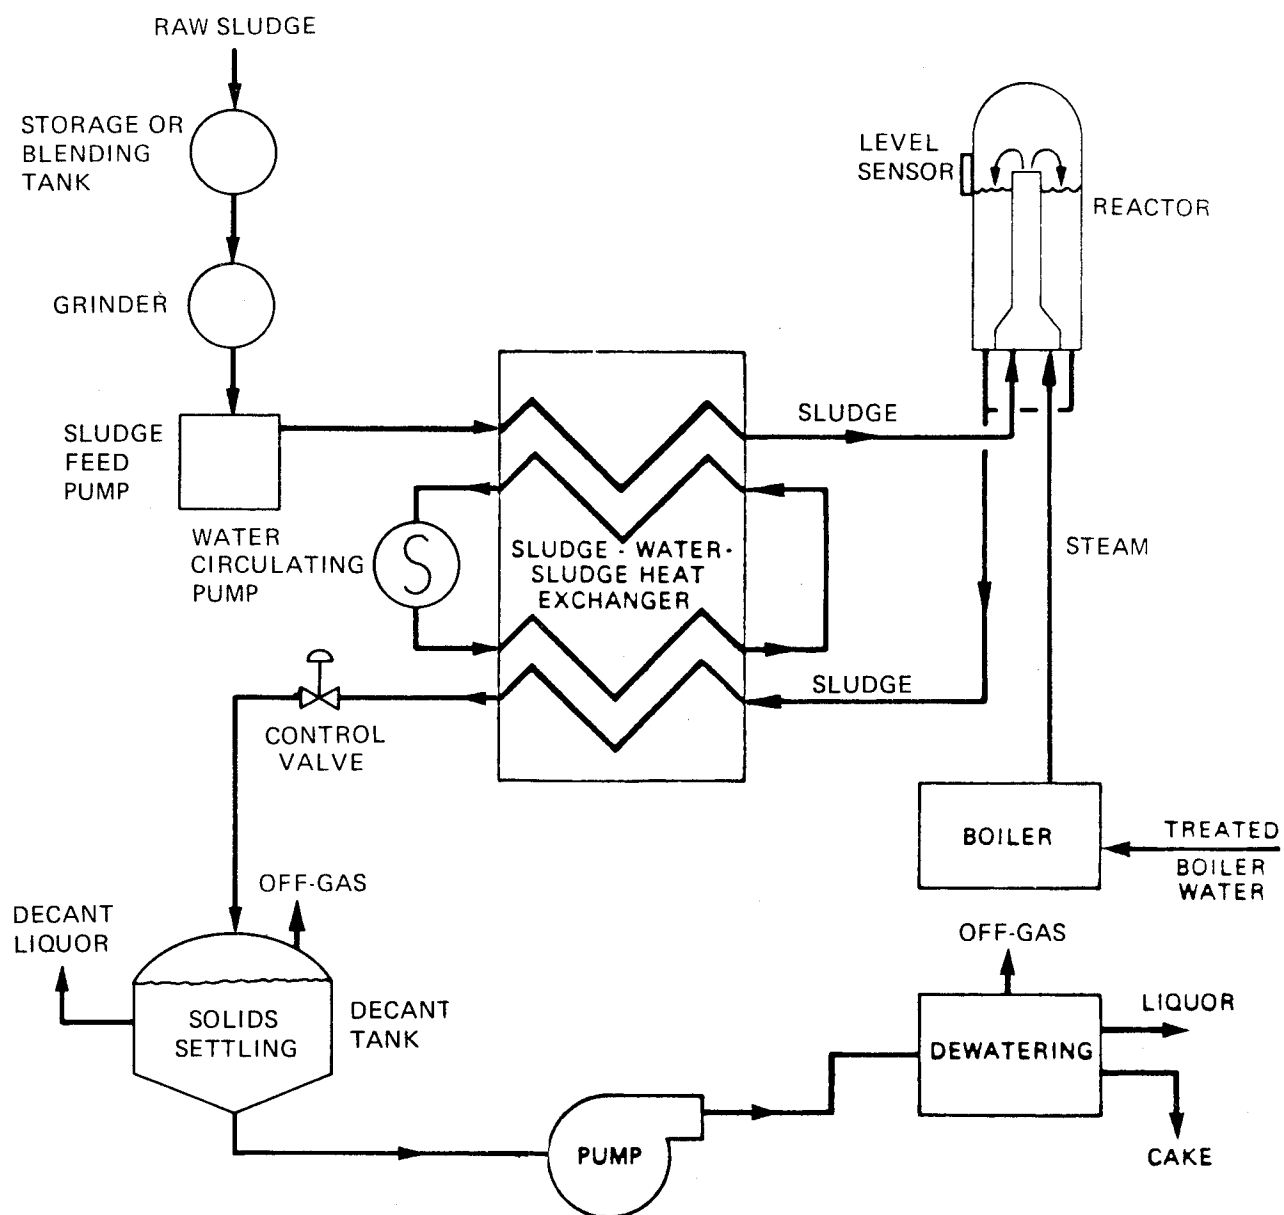 RAW SLUDGE
STORAGE OR
BLENDING
TANK
LEVEL
SENSOR
REACTOR
GRINDER
SLUDGE
FEED
PUMP
SLUDGE
WATER
CIRCULATING
PUMP
SLUDGE - WATER-
SLUDGE HEAT
EXCHANGER
STEAM
SLUDGE
CONTROL
VALVE
BOILER
TREATED
BOILER
WATER
OFF-GAS
DECANT
LIQUOR
SOLIDS
SETTLING
DECANT
TANK
OFF-GAS
LIQUOR
DEWATERING
PUMP
CAKE